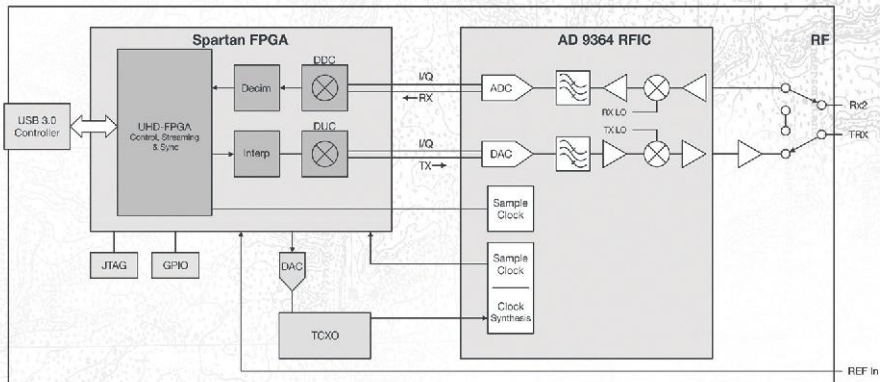 Spartan FPGA
AD 9364 RFIC
RF
DDC
I/Q
RX
Decim
ADC
RX LO
Rx2
USB 3.0
Controller
UHD-FPGA
Control, Streaming
& Sync
DUC
I/Q
TX
Interp
DAC
TX LO
TRX
Sample
Clock
JTAG
GPIO
DAC
Sample
Clock
Clock
Synthesis
TCXO
REF In